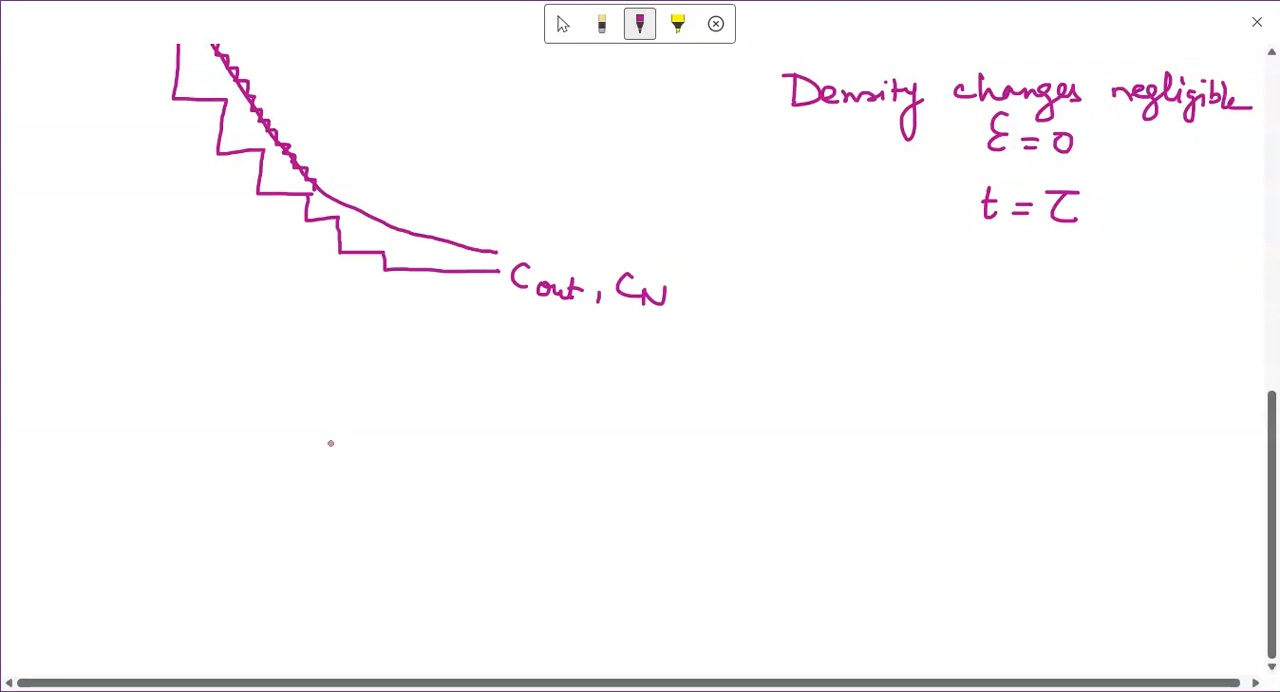 Density changes negligible
ε = 0
t = τ
Cout, CN